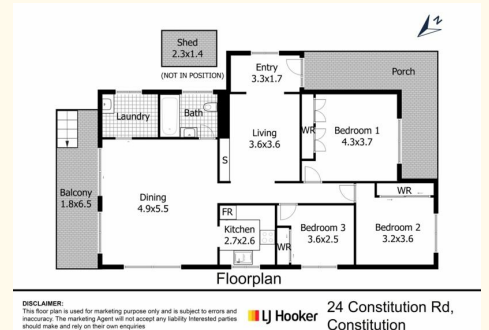 Shed
2.3x1.4
(NOT IN POSITION)
N
Entry
3.3x1.7
Porch
Laundry
Bath
Living
3.6x3.6
WR
Bedroom 1
4.3x3.7
S
Balcony
1.8x6.5
Dining
4.9x5.5
WR
FR
Kitchen
2.7x2.6
WR
Bedroom 3
3.6x2.5
Bedroom 2
3.2x3.6
Floorplan
DISCLAIMER:
This floor plan is used for marketing purpose only and is subject to errors and
inaccuracy. The marketing Agent will not accept any liability Interested parties
should make and rely on their own enquiries
LJ Hooker
24 Constitution Rd,
Constitution